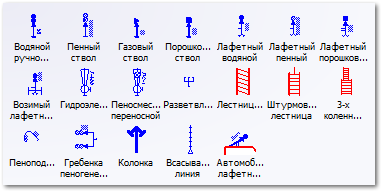 Водяной Пенный Газовый Порошко... Лафетный Лафетный Лафетный
ручно... ствол ствол ствол водяной пенный порошков...
Возимый Гидроэле... Пеносмес... Разветвл... Лестниц... Штурмов... 3-х
лафетн... переносной лестница коленн...
Пенопод... Гребенка Колонка Всасыва... Автомоб...
пеногене... линия лафетн...